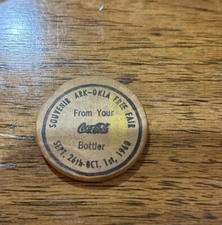 SOUVENIR ARK-OKLA FREE FAIR
From Your
Coca-Cola
Bottler
SEPT. 26th-OCT. 1st, 1960